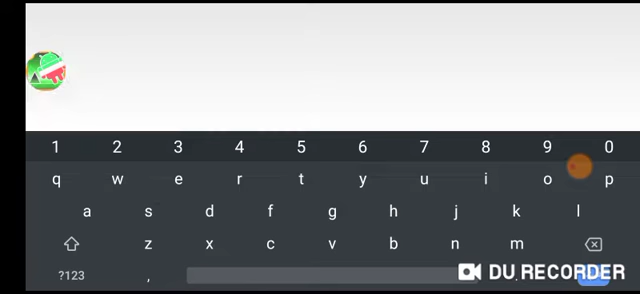 1 2 3 4 5 6 7 8 9 0
q w e r t y u i o p
a s d f g h j k l
z x c v b n m
?123 , .
DU RECORDER